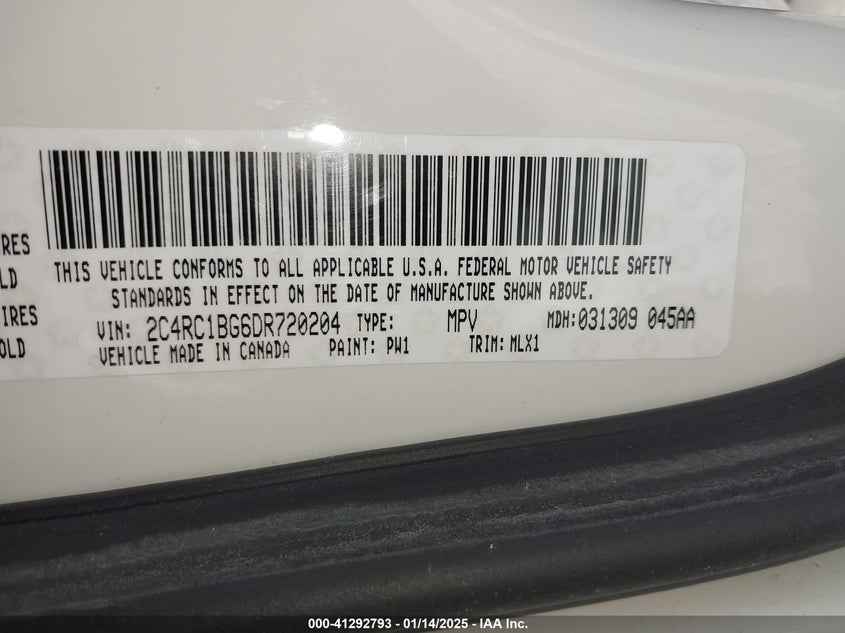 THIS VEHICLE CONFORMS TO ALL APPLICABLE U.S.A. FEDERAL MOTOR VEHICLE SAFETY
IRES
STANDARDS IN EFFECT ON THE DATE OF MANUFACTURE SHOWN ABOVE.
LD
VIN: 2C4RC1BG6DR720204 TYPE: MPV MDH:031309 045AA
IRES
VEHICLE MADE IN CANADA PAINT: PW1 TRIM: MLX1
OLD
000-41292793 - 01/14/2025 - IAA Inc.